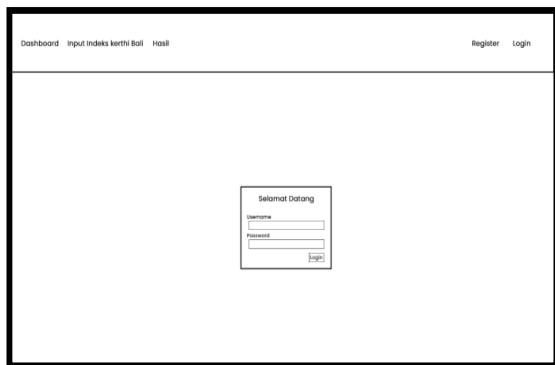 Dashboard Input Indeks kerthi Bali Hasil Register Login
Selamat Datang
Username
Password
Login